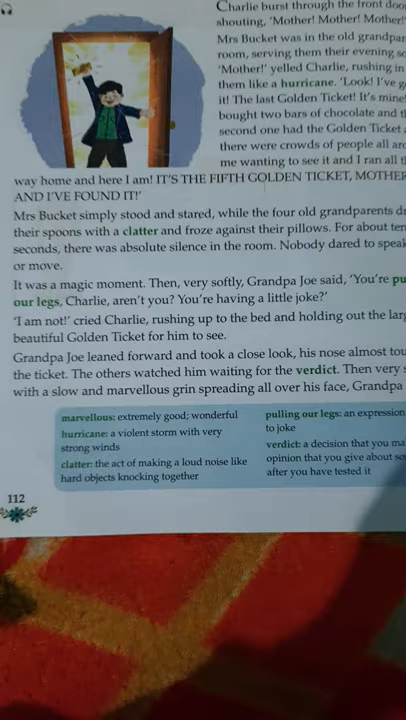 Charlie burst through the front
shouting, 'Mother! Mother! Mother!'
Mrs Bucket was in the old
room, serving them their evening
'Mother!' yelled Charlie, rushing in
them like a hurricane. 'Look! I've
it! The last Golden Ticket! It's mine
bought two bars of chocolate and
second one had the Golden Ticket
there were crowds of people all
me wanting to see it and I ran all
way home and here I am! IT'S THE FIFTH GOLDEN TICKET, MOTHER
AND I'VE FOUND IT!'
Mrs Bucket simply stood and stared, while the four old grandparents
their spoons with a clatter and froze against their pillows. For about ten
seconds, there was absolute silence in the room. Nobody dared to speak
or move.
It was a magic moment. Then, very softly, Grandpa Joe said, 'You're
our legs, Charlie, aren't you? You're having a little joke?'
'I am not!' cried Charlie, rushing up to the bed and holding out the
beautiful Golden Ticket for him to see.
Grandpa Joe leaned forward and took a close look, his nose almost
the ticket. The others watched him waiting for the verdict. Then very
with a slow and marvellous grin spreading all over his face, Grandpa
marvellous: extremely good; wonderful
hurricane: a violent storm with very
strong winds
clatter: the act of making a loud noise like
hard objects knocking together
pulling our legs: an expression
to joke
verdict: a decision that you
opinion that you give about
after you have tested it
112